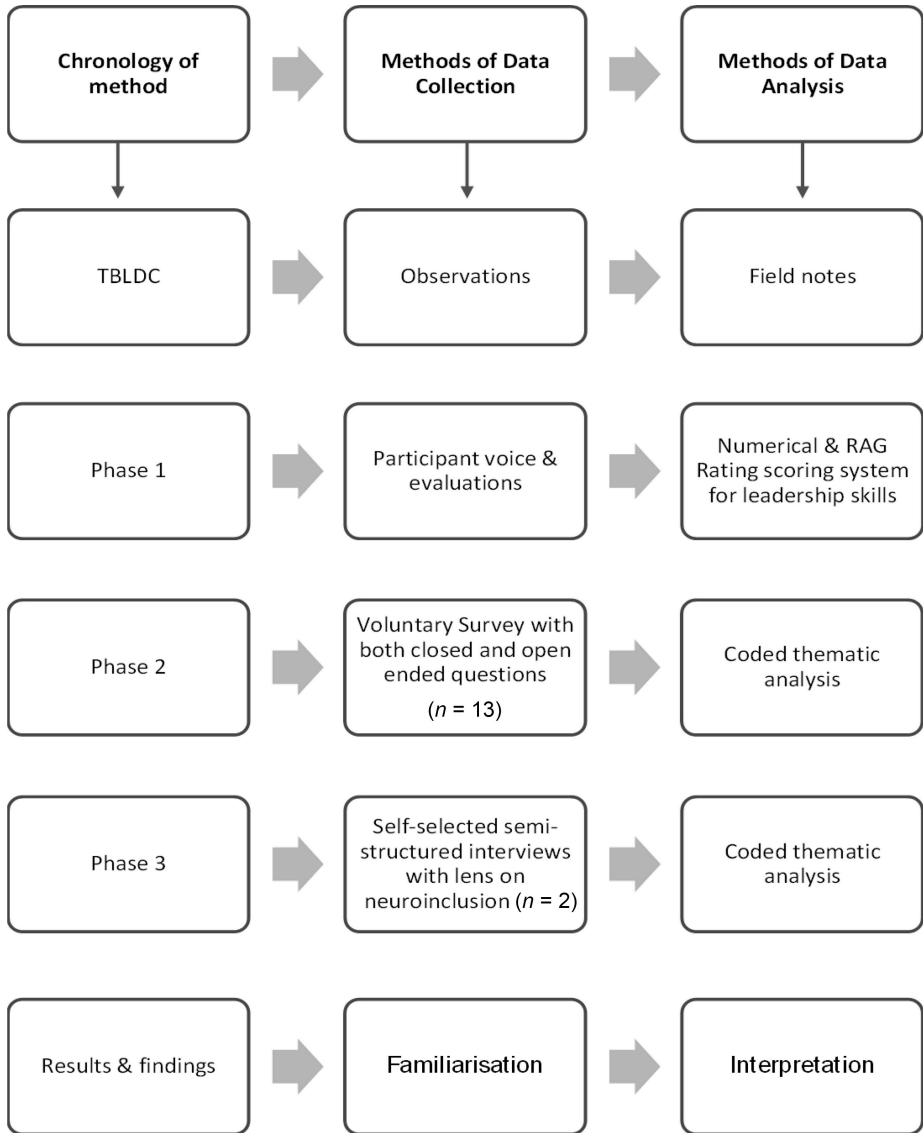 Chronology of
method
Methods of Data
Collection
Methods of Data
Analysis
TBLDC
Observations
Field notes
Phase 1
Participant voice &
evaluations
Numerical & RAG
Rating scoring system
for leadership skills
Phase 2
Voluntary Survey with
both closed and open
ended questions
(n = 13)
Coded thematic
analysis
Phase 3
Self-selected semi-
structured interviews
with lens on
neuroinclusion (n = 2)
Coded thematic
analysis
Results & findings
Familiarisation
Interpretation